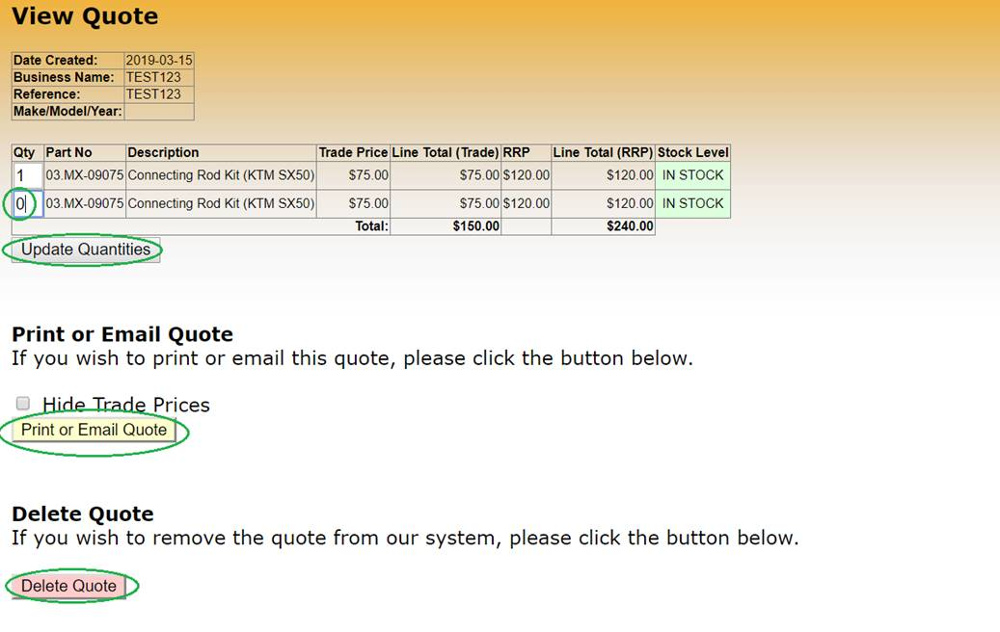 View Quote
Date Created: 2019-03-15
Business Name: TEST123
Reference: TEST123
Make/Model/Year:
Qty Part No Description Trade Price Line Total (Trade) RRP Line Total (RRP) Stock Level
1 03.MX-09075 Connecting Rod Kit (KTM SX50) $75.00 $75.00 $120.00 $120.00 IN STOCK
0 03.MX-09075 Connecting Rod Kit (KTM SX50) $75.00 $75.00 $120.00 $120.00 IN STOCK
Total: $150.00 $240.00
Update Quantities
Print or Email Quote
If you wish to print or email this quote, please click the button below.
Hide Trade Prices
Print or Email Quote
Delete Quote
If you wish to remove the quote from our system, please click the button below.
Delete Quote